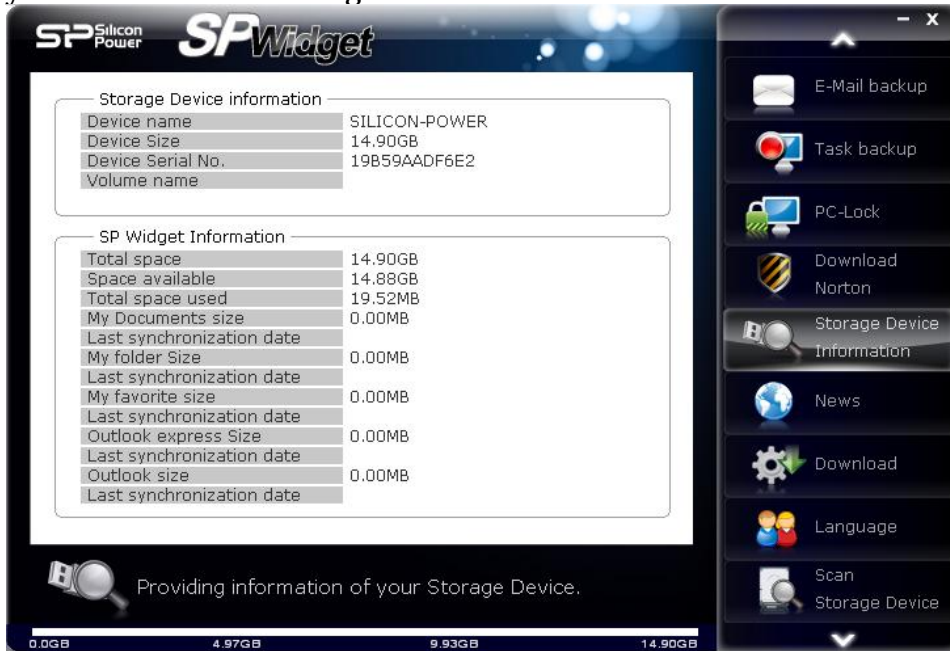 SP Silicon Power
SPWidget
- x
Storage Device information
Device name SILICON-POWER
Device Size 14.90GB
Device Serial No. 19B59AADF6E2
Volume name
SP Widget Information
Total space 14.90GB
Space available 14.88GB
Total space used 19.52MB
My Documents size 0.00MB
Last synchronization date
My folder Size 0.00MB
Last synchronization date
My favorite size 0.00MB
Last synchronization date
Outlook express Size 0.00MB
Last synchronization date
Outlook size 0.00MB
Last synchronization date
Providing information of your Storage Device.
0.0GB 4.97GB 9.93GB 14.90GB
E-Mail backup
Task backup
PC-Lock
Download
Norton
Storage Device
Information
News
Download
Language
Scan
Storage Device